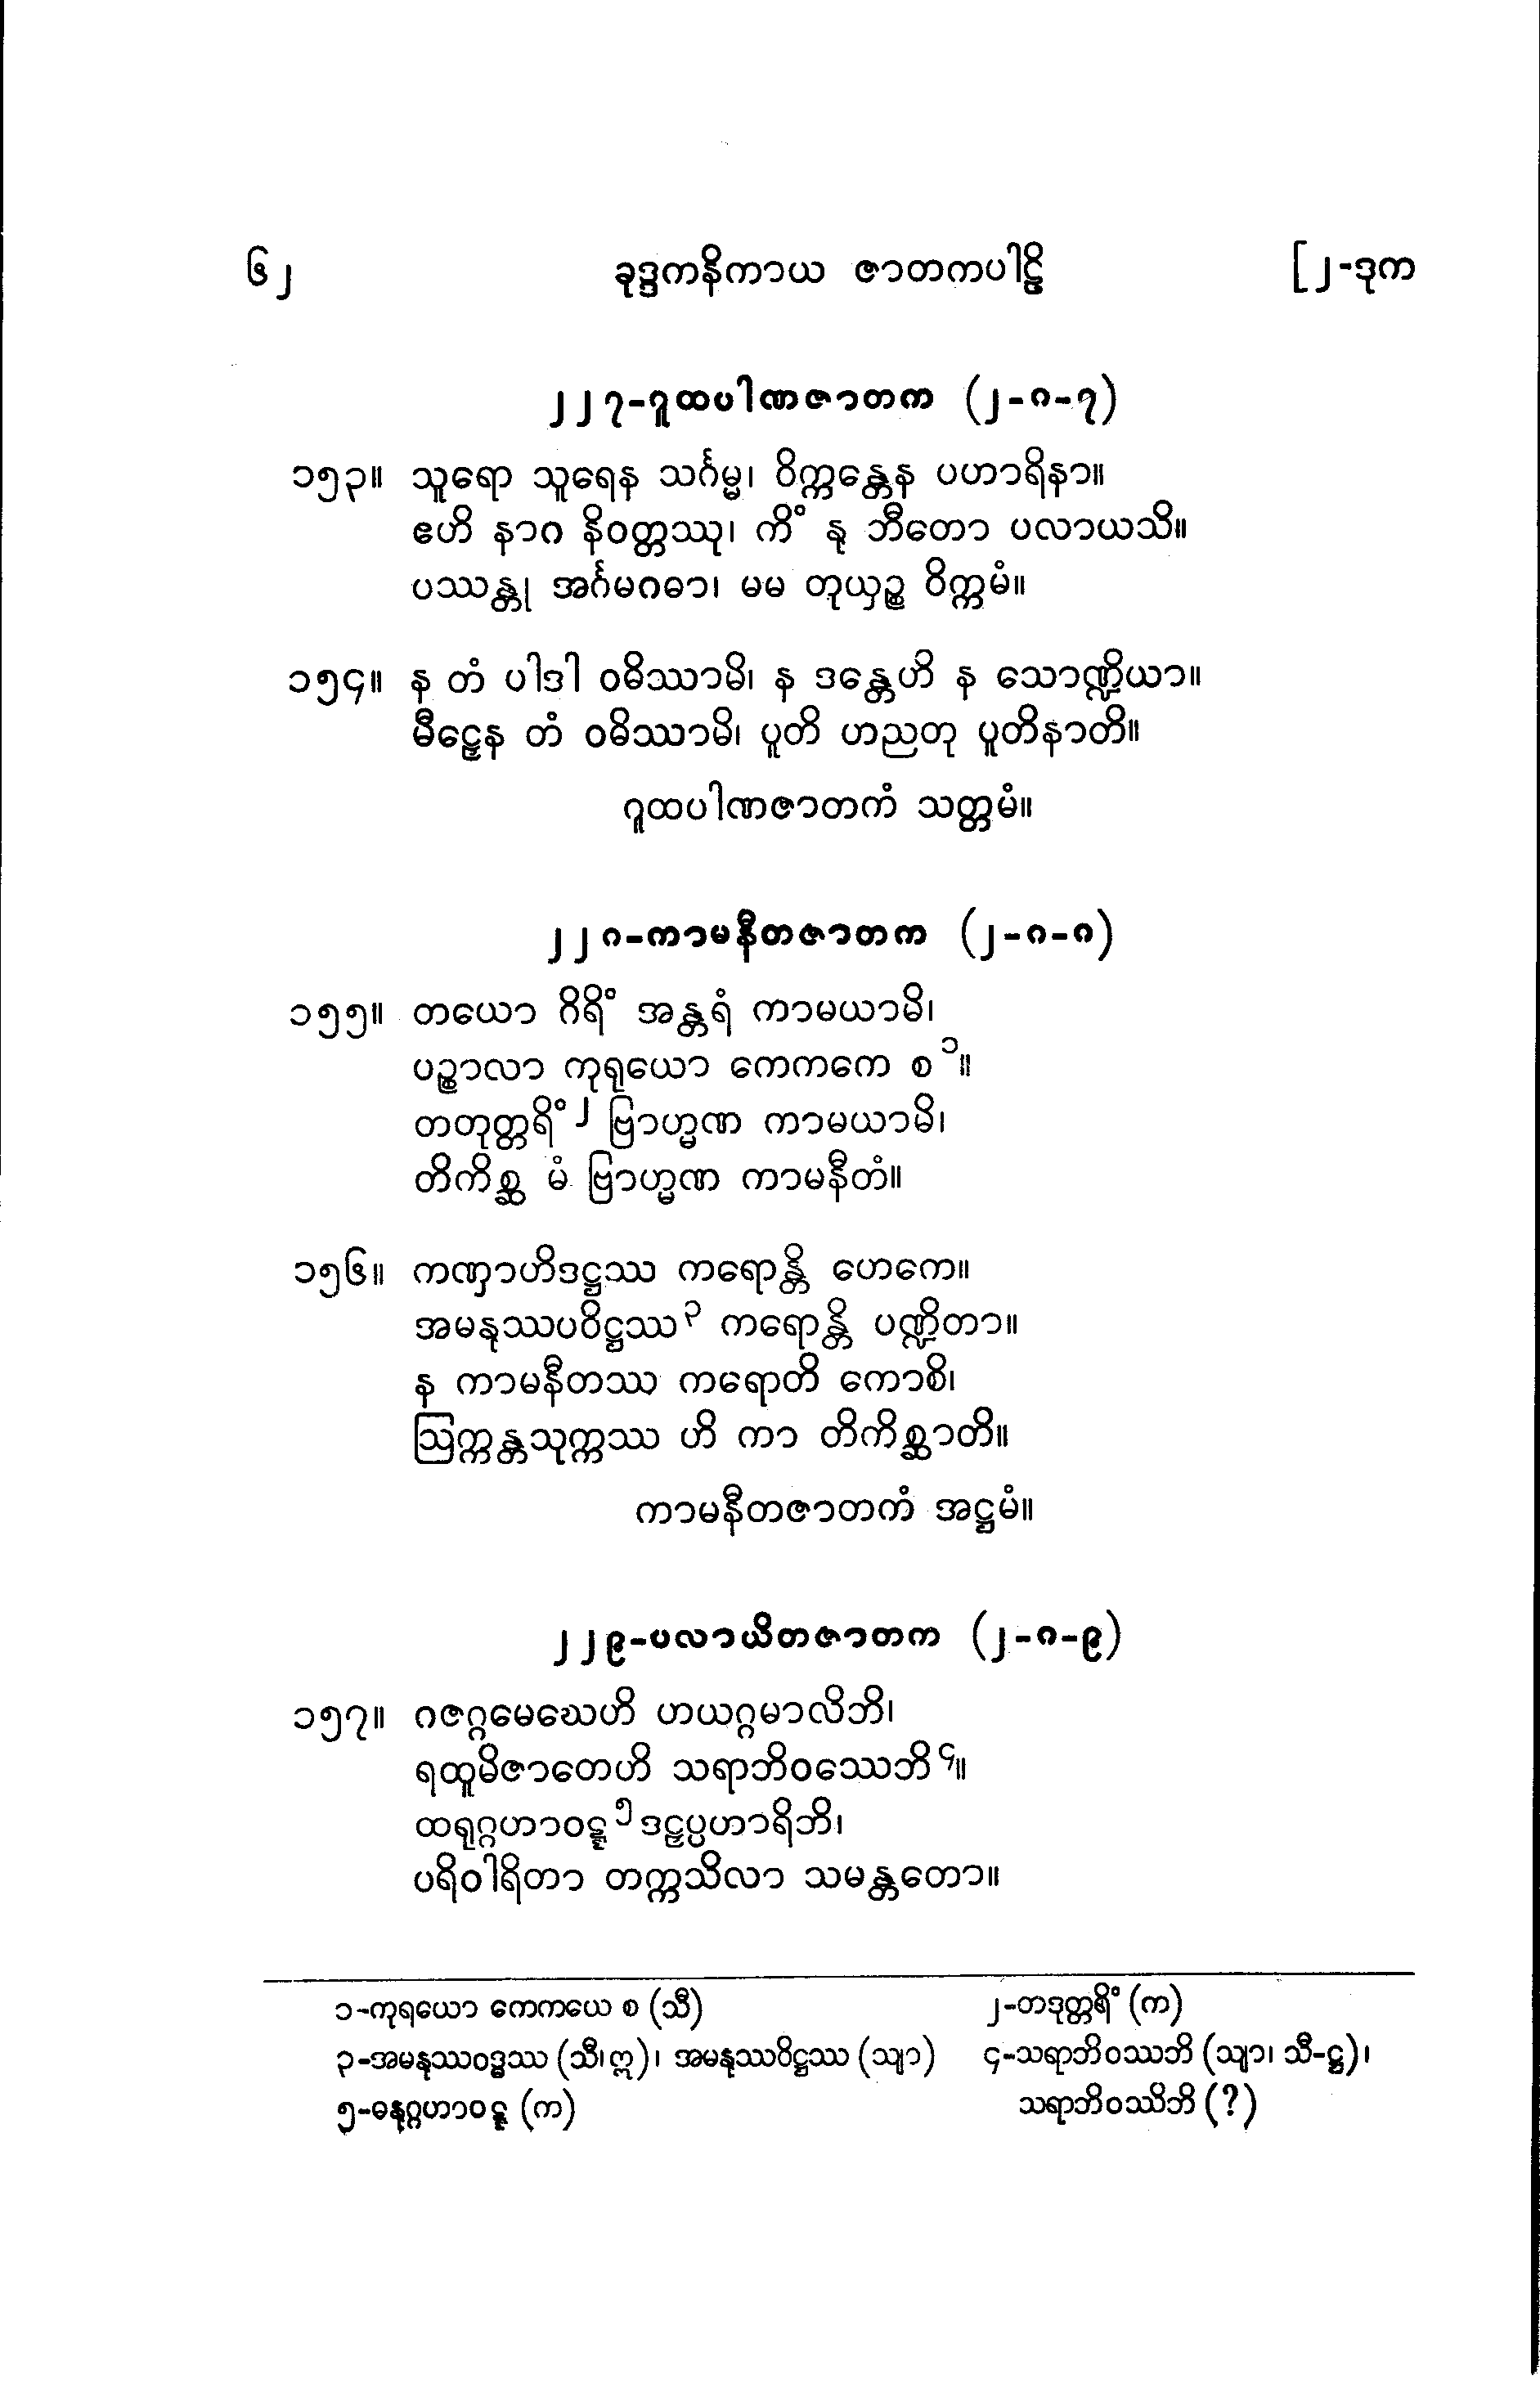 ၆၂ ခုဒ္ဒကနိကာယ ဇာတကပါဠိ [၂-ဒုက
၂၂၇-ဂူထပါဏဇာတက (၂-၈-၇)
၁၅၃။ သူရော သူရေန သင်္ဂမ္မ၊ ဝိက္ကန္တေန ပဟာရိနာ။
ဧဟိ နာဂ နိဝတ္တဿု၊ ကိံ နု ဘီတော ပလာယသိ။
ပဿန္တု အင်္ဂမဂဓာ၊ မမ တုယှဉ္စ ဝိက္ကမံ။
၁၅၄။ န တံ ပါဒါ ဝဓိဿာမိ၊ န ဒန္တေဟိ န သောဏ္ဍိယာ။
မီဠှေန တံ ဝဓိဿာမိ၊ ပူတိ ဟညတု ပူတိနာတိ။
ဂူထပါဏဇာတကံ သတ္တမံ။
၂၂၈-ကာမနီတဇာတက (၂-၈-၈)
၁၅၅။ တယော ဂိရိံ အန္တရံ ကာမယာမိ၊
ပဉ္စာလာ ကုရုယော ကေကကေ စ ၁။
တတုတ္တရိံ ၂ ဗြာဟ္မဏ ကာမယာမိ၊
တိကိစ္ဆ မံ ဗြာဟ္မဏ ကာမနီတံ။
၁၅၆။ ကဏှာဟိဒဋ္ဌဿ ကရောန္တိ ဟေကေ။
အမနုဿပဝိဋ္ဌဿ ၃ ကရောန္တိ ပဏ္ဍိတာ။
န ကာမနီတဿ ကရောတိ ကောစိ၊
ဩက္ကန္တသုက္ကဿ ဟိ ကာ တိကိစ္ဆာတိ။
ကာမနီတဇာတကံ အဋ္ဌမံ။
၂၂၉-ပလာယိတဇာတက (၂-၈-၉)
၁၅၇။ ဂဇဂ္ဂမေဃေဟိ ဟယဂ္ဂမာလိဘိ၊
ရထူမိဇာတေဟိ သရာဘိဝဿေဘိ ၄။
ထရုဂ္ဂဟာဝဋ္ဋ ၅ ဒဠှပ္ပဟာရိဘိ၊
ပရိဝါရိတာ တက္ကသိလာ သမန္တတော။
၁-ကုရယော ကေကယေ စ (သီ) ၂-တဒုတ္တရိံ (က)
၃-အမနုဿဝဒ္ဓဿ (သီ၊ဣ)၊ အမနုဿဝိဋ္ဌဿ (သျာ) ၄-သရာဘိဝဿဘိ (သျာ၊ သီ-ဋ္ဌ)၊
၅-ဓနုဂ္ဂဟာဝဋ္ဋ (က) သရာဘိဝဿိဘိ (?)